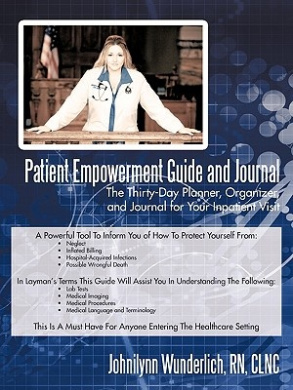 Patient Empowerment Guide and Journal
The Thirty-Day Planner, Organizer,
and Journal for Your Inpatient Visit
A Powerful Tool To Inform You of How To Protect Yourself From:
• Neglect
• Inflated Billing
• Hospital-Acquired Infections
• Possible Wrongful Death
In Layman's Terms This Guide Will Assist You In Understanding The Following:
• Lab Tests
• Medical Imaging
• Medical Procedures
• Medical Language and Terminology
This Is A Must Have For Anyone Entering The Healthcare Setting
Johnilynn Wunderlich, RN, CLNC